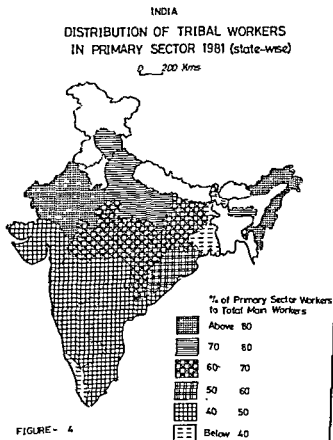 INDIA
DISTRIBUTION OF TRIBAL WORKERS
IN PRIMARY SECTOR 1981 (state-wise)
0 200 Kms
% of Primary Sector Workers
to Total Main Workers
Above 80
70 80
60- 70
50 60
40 50
Below 40
FIGURE- 4